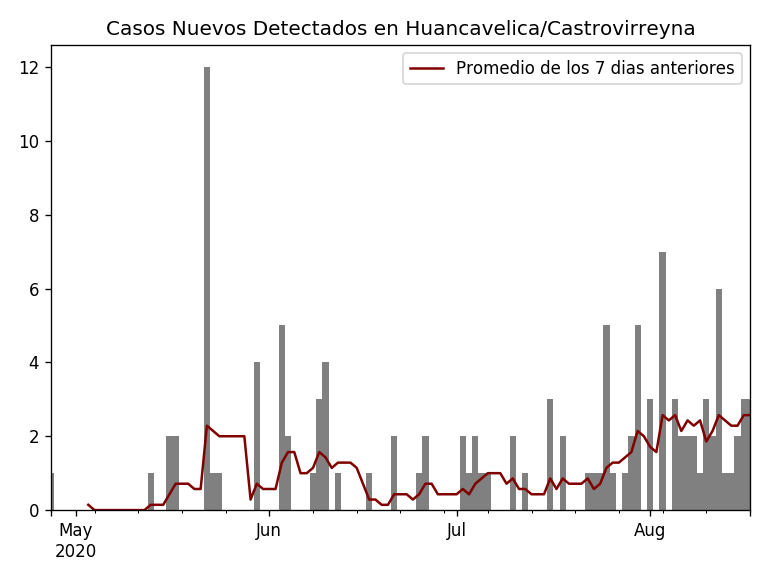 Casos Nuevos Detectados en Huancavelica/Castrovirreyna
Promedio de los 7 dias anteriores
12
10
8
6
4
2
0
May Jun Jul Aug
2020